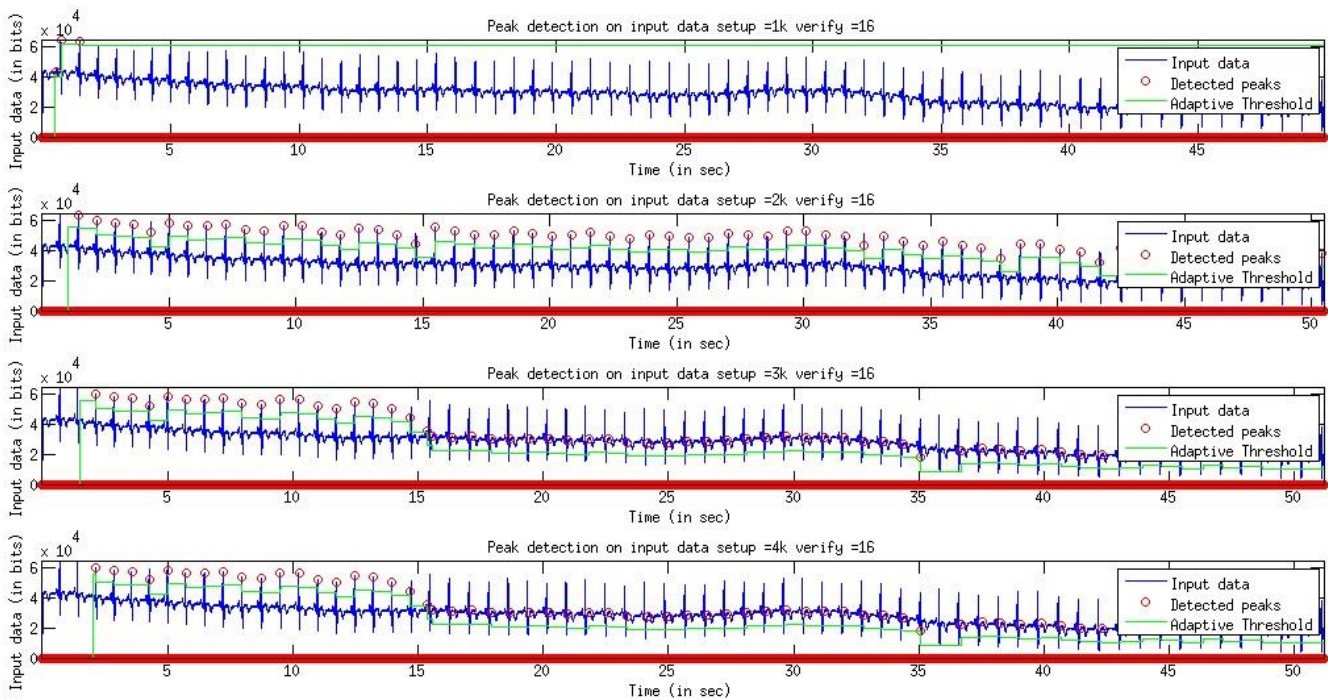 4
x 10
Peak detection on input data setup =1k verify =16
Input data (in bits)
6
4
2
0
Input data
Detected peaks
Adaptive Threshold
5 10 15 20 25 30 35 40 45
Time (in sec)
4
x 10
Peak detection on input data setup =2k verify =16
Input data (in bits)
6
4
2
0
Input data
Detected peaks
Adaptive Threshold
5 10 15 20 25 30 35 40 45 50
Time (in sec)
4
x 10
Peak detection on input data setup =3k verify =16
Input data (in bits)
6
4
2
0
Input data
Detected peaks
Adaptive Threshold
5 10 15 20 25 30 35 40 45 50
Time (in sec)
4
x 10
Peak detection on input data setup =4k verify =16
Input data (in bits)
6
4
2
0
Input data
Detected peaks
Adaptive Threshold
5 10 15 20 25 30 35 40 45 50
Time (in sec)